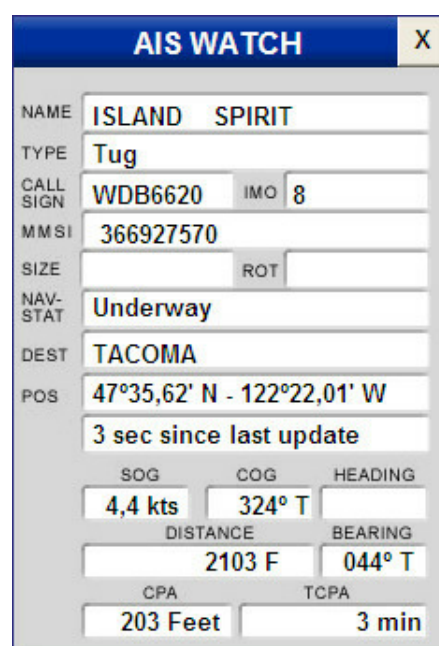 AIS WATCH X
NAME ISLAND SPIRIT
TYPE Tug
CALL SIGN WDB6620 IMO 8
MMSI 366927570
SIZE ROT
NAV-STAT Underway
DEST TACOMA
POS 47º35,62' N - 122º22,01' W
3 sec since last update
SOG COG HEADING
4,4 kts 324º T
DISTANCE BEARING
2103 F 044º T
CPA TCPA
203 Feet 3 min